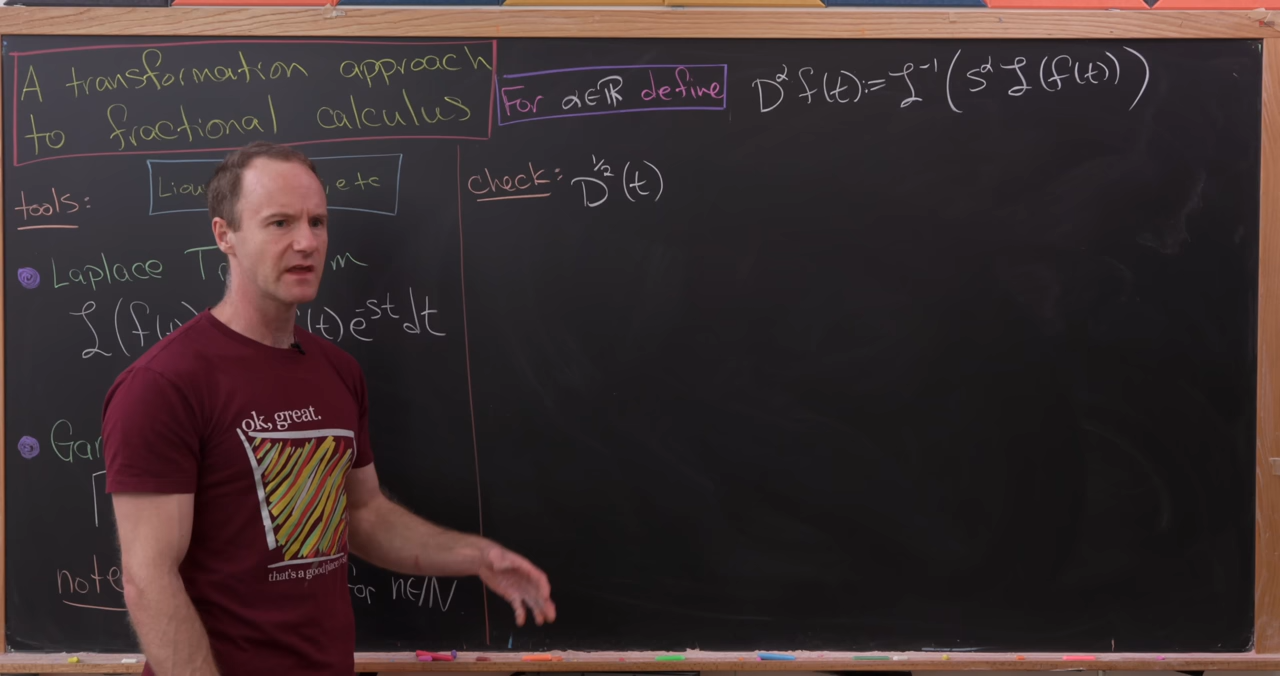 A transformation approach
to fractional calculus
For α∈ℝ define
D^α f(t):= ℒ^{-1}(s^α ℒ(f(t)))
etc
tools:
check: D^{1/2}(t)
Laplace
ℒ(f(t) e^{-st}dt
note
for n∈ℕ
ok, great.
that's a good place